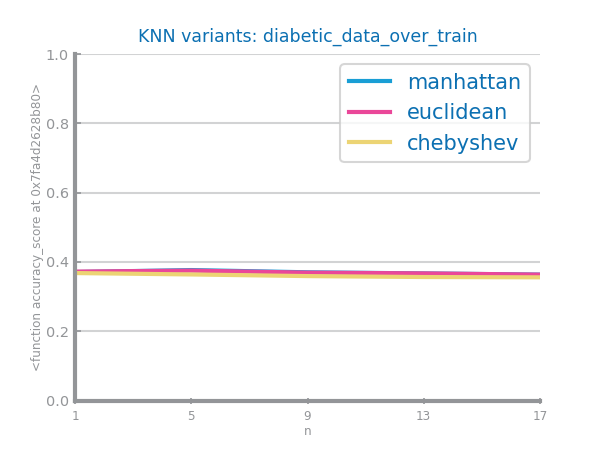 KNN variants: diabetic_data_over_train
<function accuracy_score at 0x7fa4d2628b80>
1.0
0.8
0.6
0.4
0.2
0.0
manhattan
euclidean
chebyshev
1 5 9 13 17
n